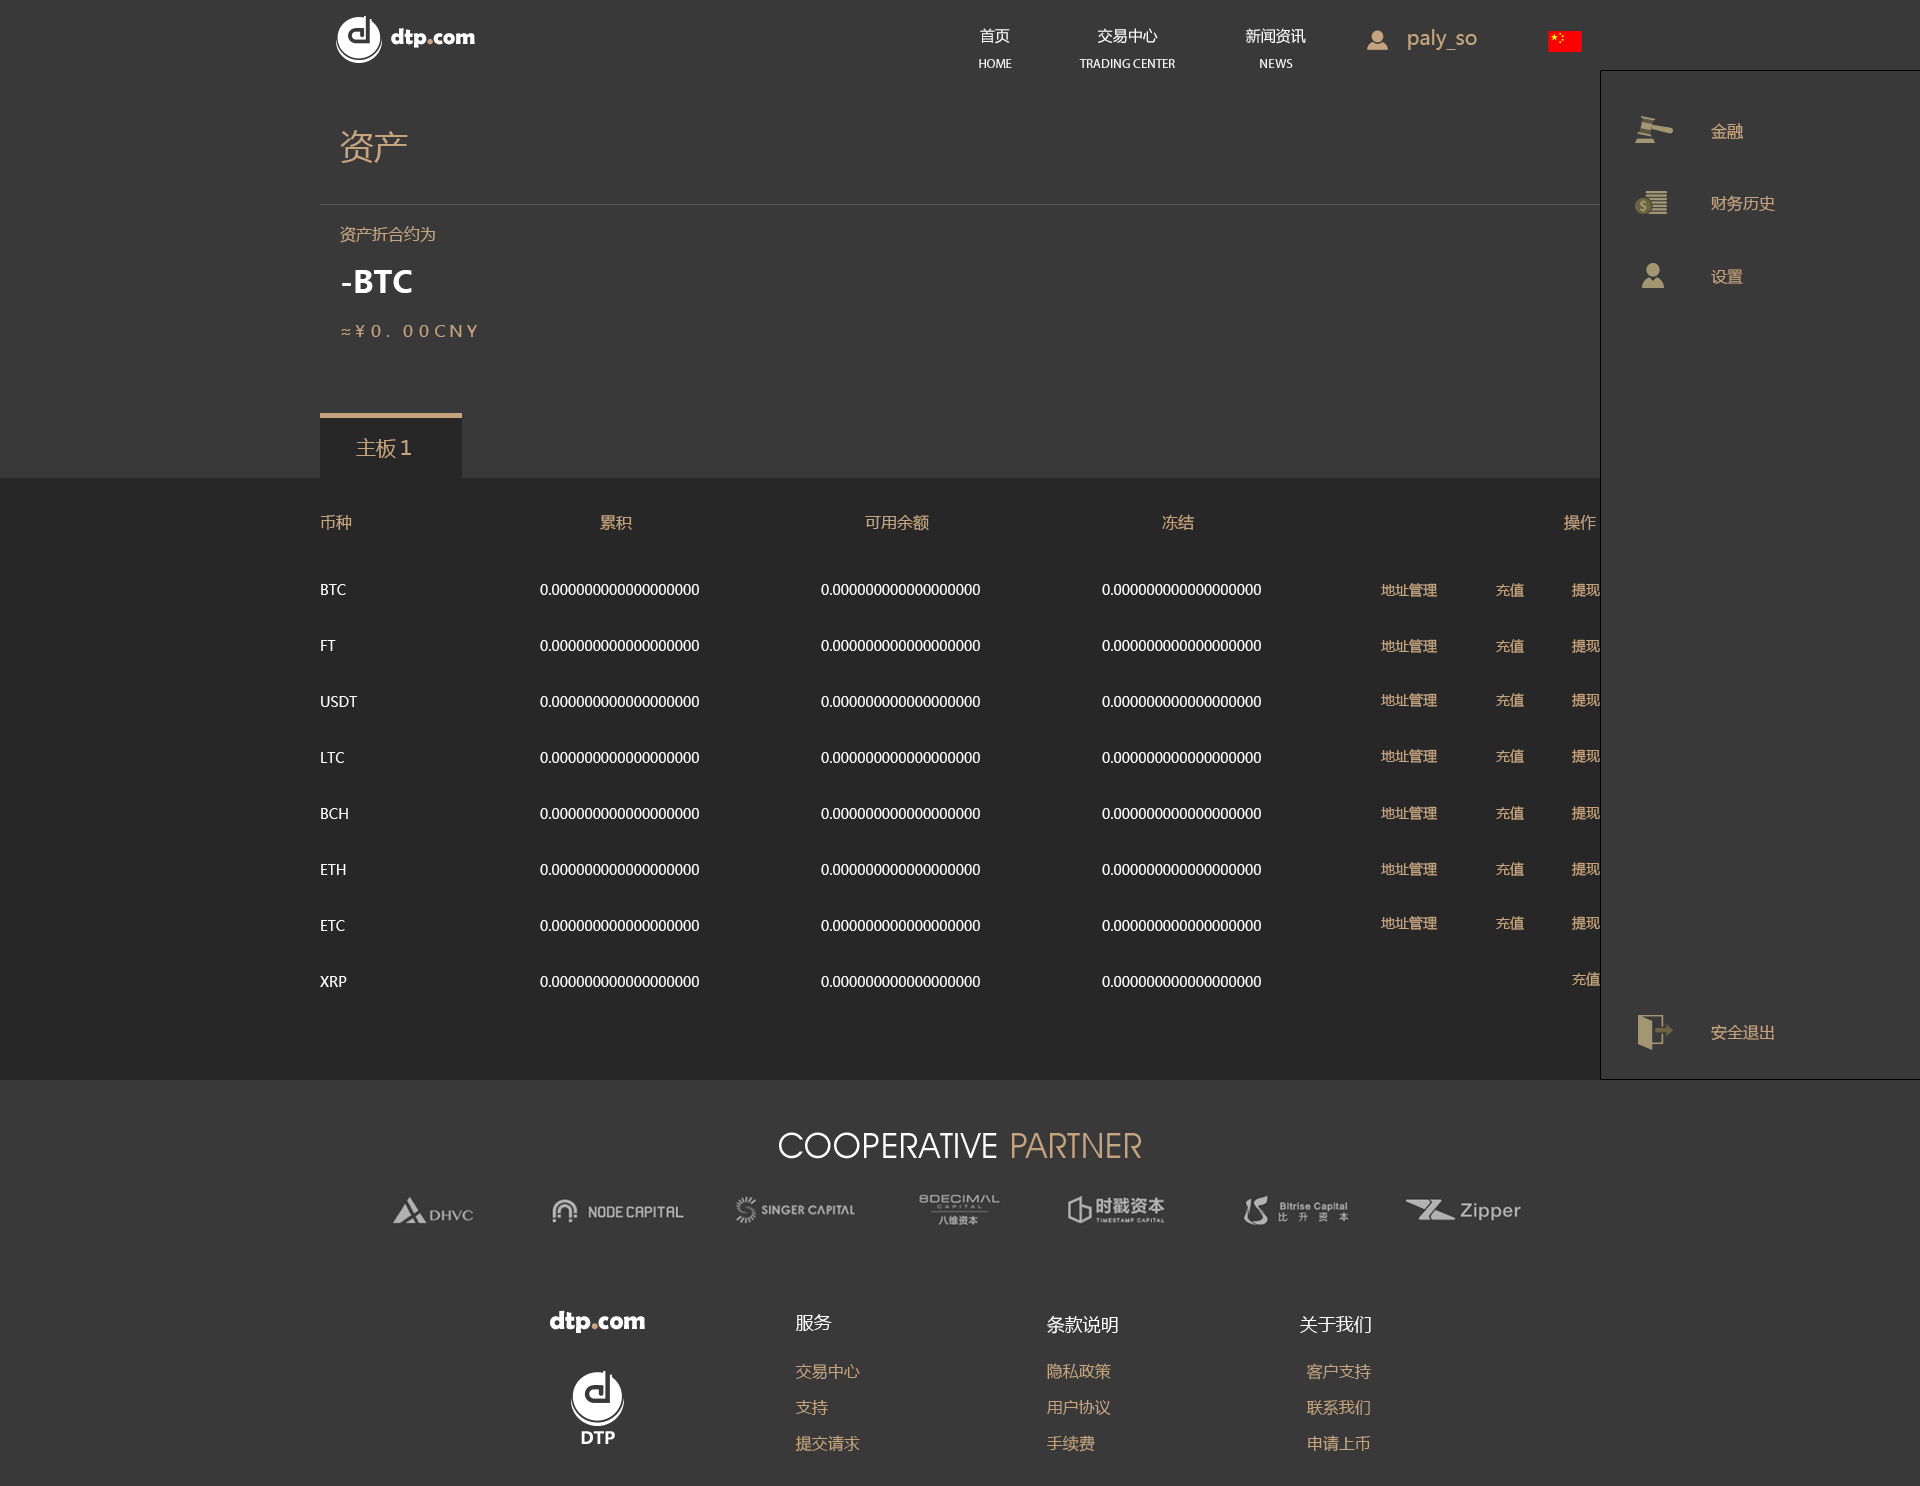 dtp.com
首页 交易中心 新闻资讯 paly_so
HOME TRADING CENTER NEWS
资产
资产折合约为
-BTC
≈¥0.00CNY
金融
财务历史
设置
安全退出
主板1
币种 累积 可用余额 冻结 操作
BTC 0.000000000000000000 0.000000000000000000 0.000000000000000000 地址管理 充值 提现
FT 0.000000000000000000 0.000000000000000000 0.000000000000000000 地址管理 充值 提现
USDT 0.000000000000000000 0.000000000000000000 0.000000000000000000 地址管理 充值 提现
LTC 0.000000000000000000 0.000000000000000000 0.000000000000000000 地址管理 充值 提现
BCH 0.000000000000000000 0.000000000000000000 0.000000000000000000 地址管理 充值 提现
ETH 0.000000000000000000 0.000000000000000000 0.000000000000000000 地址管理 充值 提现
ETC 0.000000000000000000 0.000000000000000000 0.000000000000000000 地址管理 充值 提现
XRP 0.000000000000000000 0.000000000000000000 0.000000000000000000 充值
COOPERATIVE PARTNER
DHVC
NODE CAPITAL
SINGER CAPITAL
8DECIMAL
CAPITAL
八维资本
时戳资本
TIMESTAMP CAPITAL
Bitrise Capital
比升资本
Zipper
dtp.com
DTP
服务
交易中心
支持
提交请求
条款说明
隐私政策
用户协议
手续费
关于我们
客户支持
联系我们
申请上币